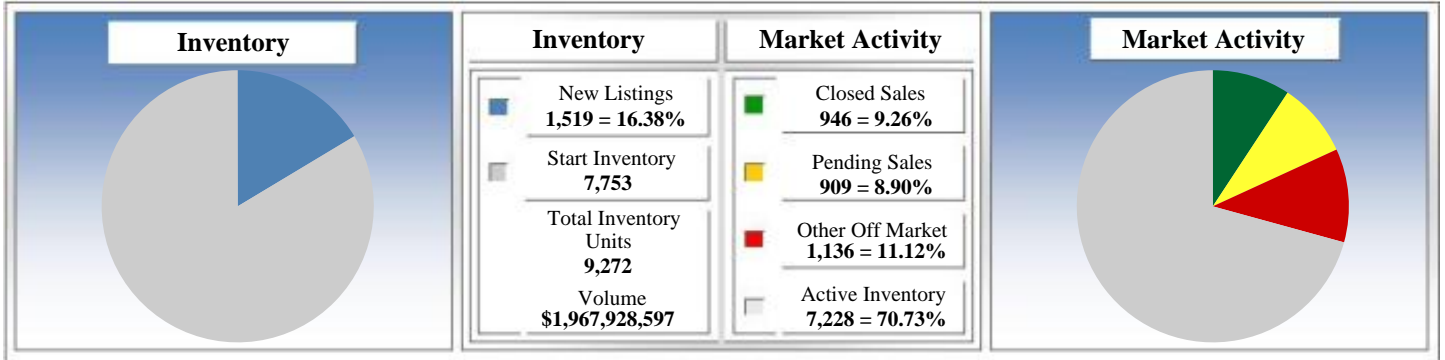 Inventory
Inventory
Market Activity
New Listings
1,519 = 16.38%
Start Inventory
7,753
Total Inventory
Units
9,272
Volume
$1,967,928,597
Closed Sales
946 = 9.26%
Pending Sales
909 = 8.90%
Other Off Market
1,136 = 11.12%
Active Inventory
7,228 = 70.73%
Market Activity